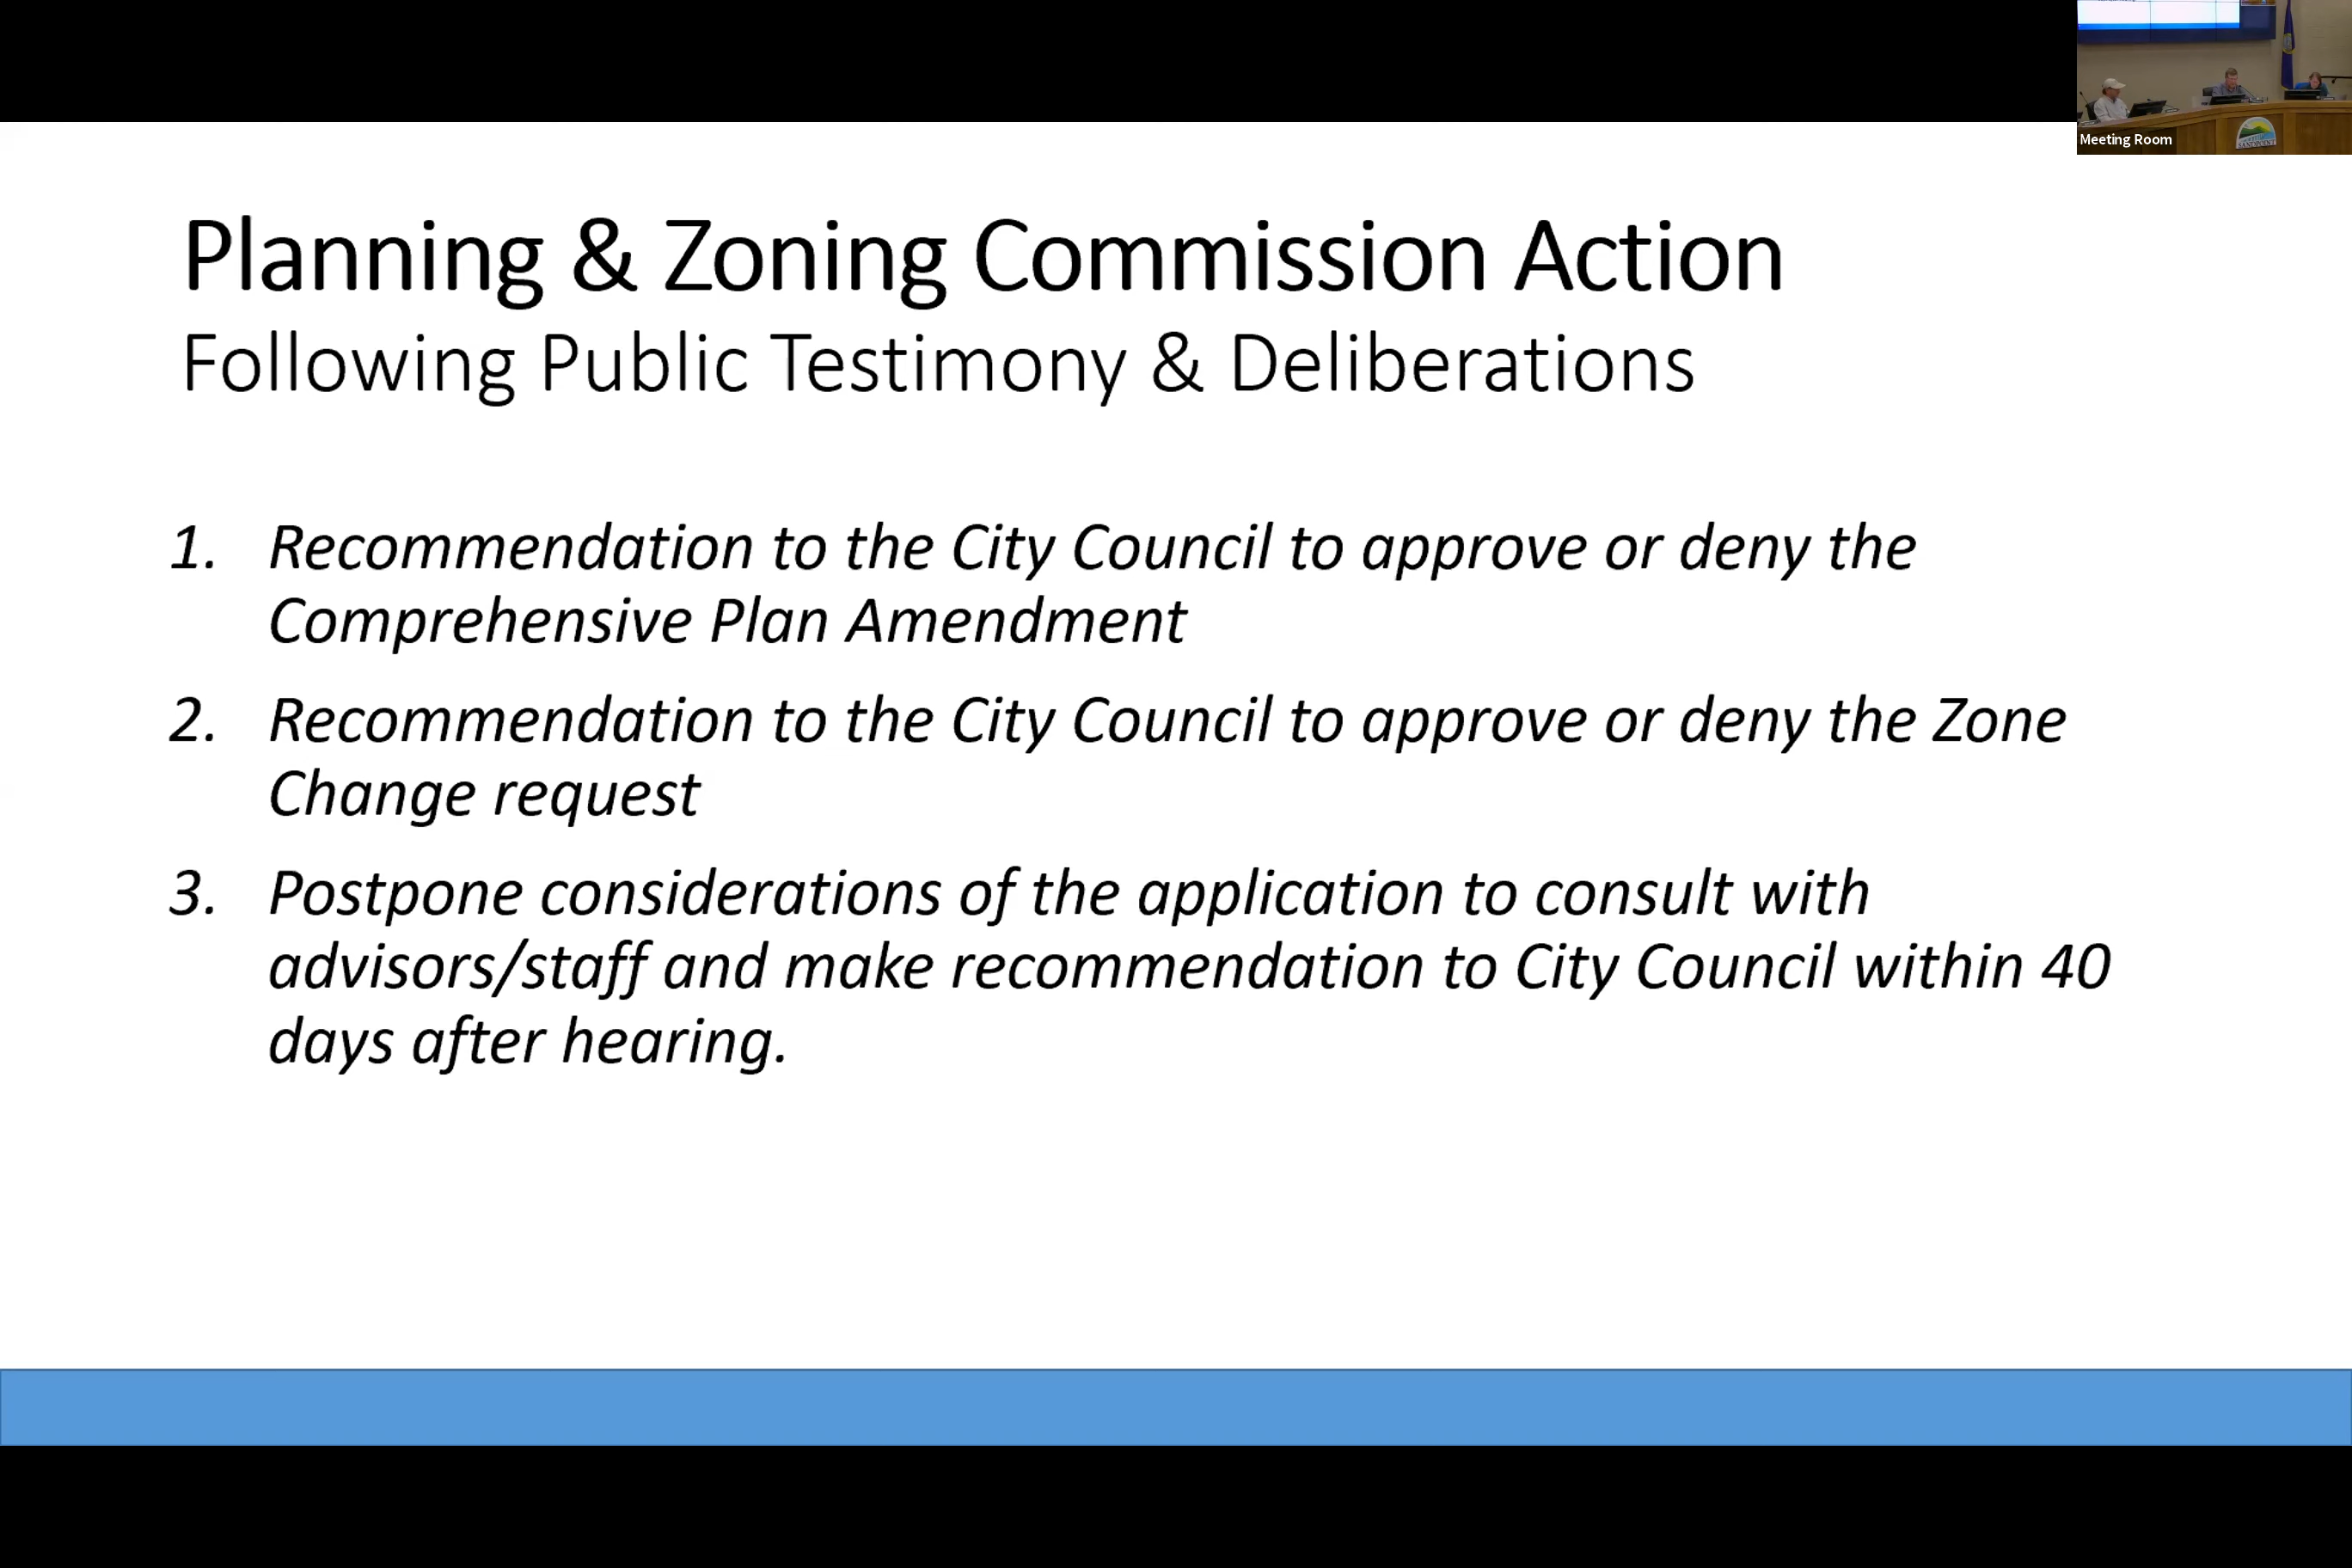 Meeting Room
Planning & Zoning Commission Action
Following Public Testimony & Deliberations
1. Recommendation to the City Council to approve or deny the
Comprehensive Plan Amendment
2. Recommendation to the City Council to approve or deny the Zone
Change request
3. Postpone considerations of the application to consult with
advisors/staff and make recommendation to City Council within 40
days after hearing.